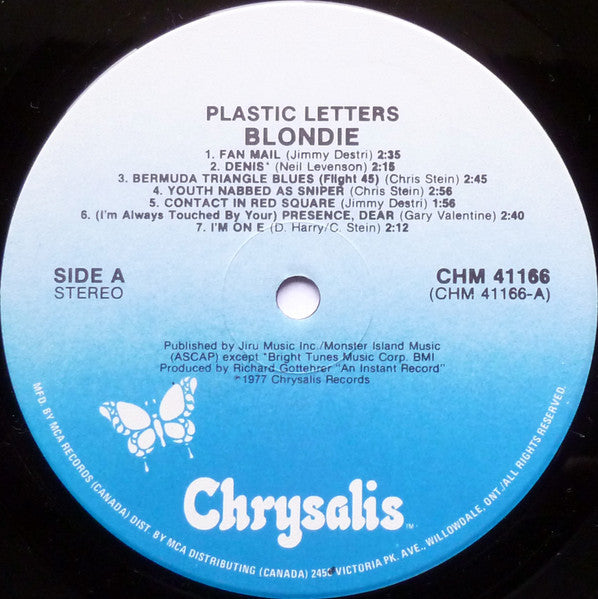 PLASTIC LETTERS
BLONDIE
1. FAN MAIL (Jimmy Destri) 2:35
2. DENIS* (Neil Levenson) 2:15
3. BERMUDA TRIANGLE BLUES (Flight 45) (Chris Stein) 2:45
4. YOUTH NABBED AS SNIPER (Chris Stein) 2:56
5. CONTACT IN RED SQUARE (Jimmy Destri) 1:56
6. (I'm Always Touched By Your) PRESENCE, DEAR (Gary Valentine) 2:40
7. I'M ON E (D. Harry/C. Stein) 2:12
SIDE A
STEREO
CHM 41166
(CHM 41166-A)
Published by Jiru Music Inc./Monster Island Music
(ASCAP) except *Bright Tunes Music Corp. BMI
Produced by Richard Gottehrer "An Instant Record"
℗1977 Chrysalis Records
Chrysalis™
MFD. BY MCA RECORDS (CANADA) DIST. BY MCA DISTRIBUTING (CANADA) 2450 VICTORIA PK. AVE., WILLOWDALE, ONT./ALL RIGHTS RESERVED.